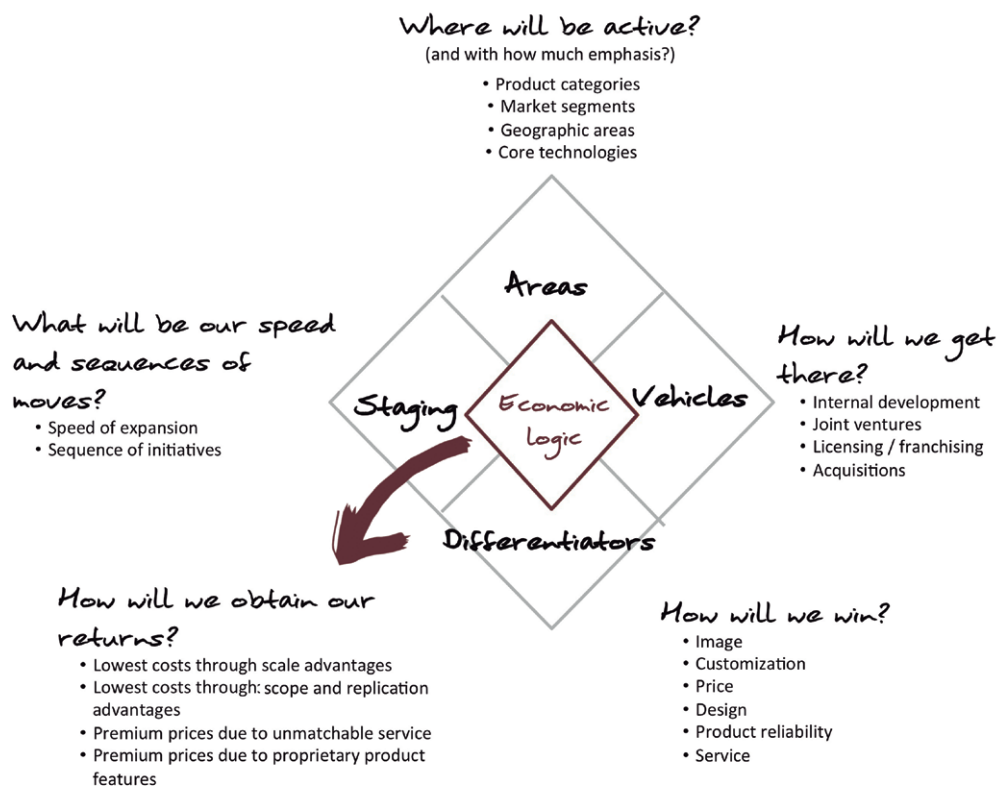 Where will be active?
(and with how much emphasis?)
• Product categories
• Market segments
• Geographic areas
• Core technologies
Areas
What will be our speed
and sequences of
moves?
• Speed of expansion
• Sequence of initiatives
Staging
Economic
logic
Vehicles
How will we get
there?
• Internal development
• Joint ventures
• Licensing / franchising
• Acquisitions
Differentiators
How will we obtain our
returns?
• Lowest costs through scale advantages
• Lowest costs through: scope and replication
advantages
• Premium prices due to unmatchable service
• Premium prices due to proprietary product
features
How will we win?
• Image
• Customization
• Price
• Design
• Product reliability
• Service